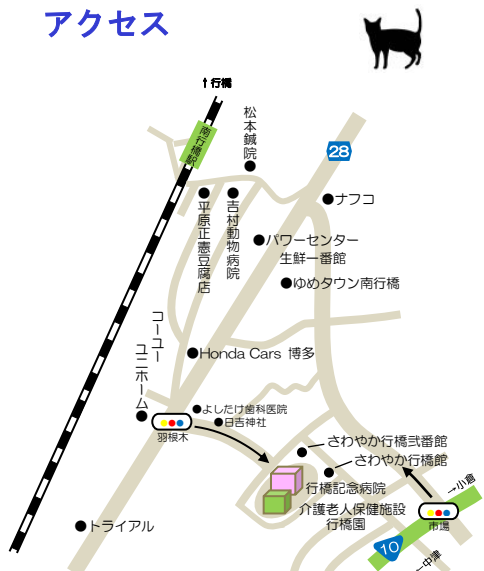 アクセス
↑行橋
南行橋駅
松本鍼院
28
ナフコ
平原正憲豆腐店
吉村動物病院
パワーセンター
生鮮一番館
ゆめタウン南行橋
コーユー
ユニホーム
Honda Cars 博多
よしたけ歯科医院
日吉神社
羽根木
さわやか行橋弐番館
さわやか行橋館
行橋記念病院
介護老人保健施設
行橋園
→小倉
市場
トライアル
10
←中津